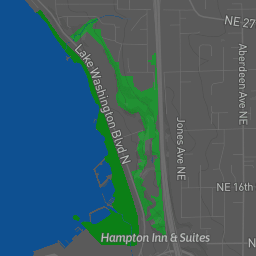 NE 27
Lake Washington Blvd N
Aberdeen Ave NE
Jones Ave NE
NE 16th
Hampton Inn & Suites
N